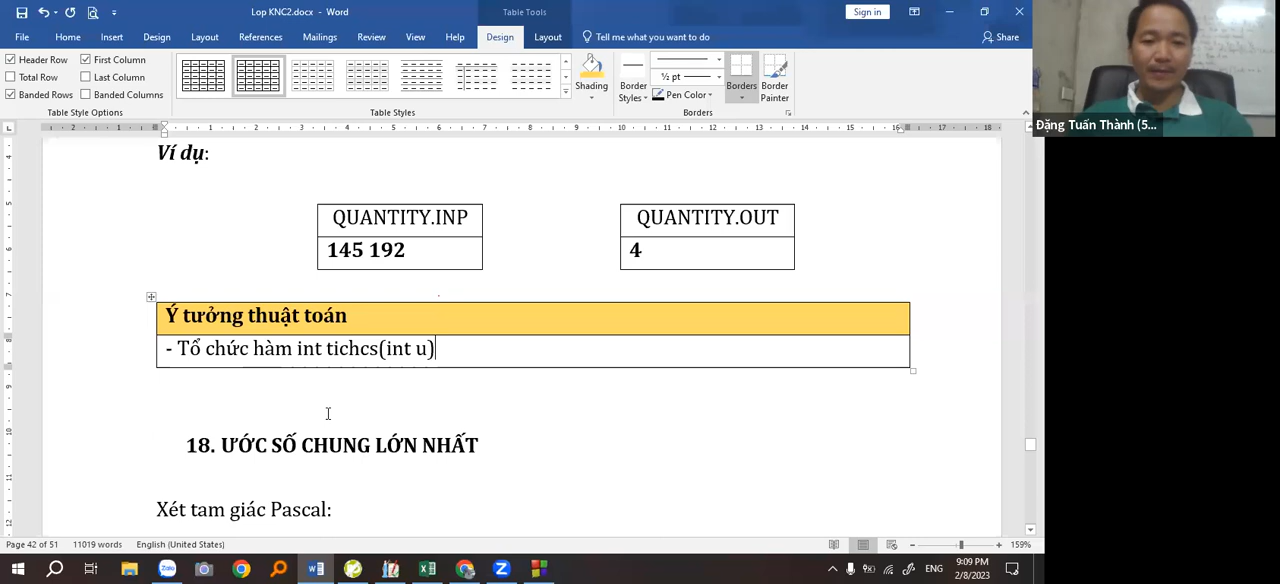 Lop KNC2.docx - Word
Table Tools
Sign in
File Home Insert Design Layout References Mailings Review View Help Design Layout Tell me what you want to do Share
Header Row First Column
Total Row Last Column
Banded Rows Banded Columns
Table Style Options
Table Styles
Shading
Border Styles
½ pt
Pen Color
Borders
Border Painter
Borders
Đặng Tuấn Thành (5...
Ví dụ:
QUANTITY.INP QUANTITY.OUT
145 192 4
Ý tưởng thuật toán
- Tổ chức hàm int tichcs(int u)
18. ƯỚC SỐ CHUNG LỚN NHẤT
Xét tam giác Pascal:
Page 42 of 51 11019 words English (United States) 159%
Zalo
ENG
9:09 PM
2/8/2023